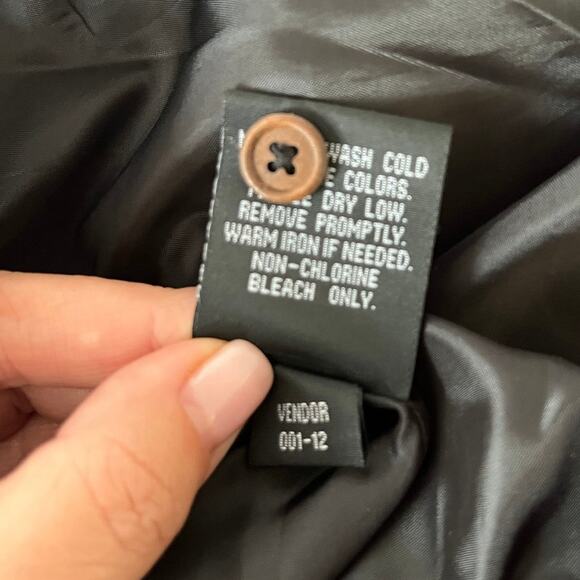 WASH COLD
COLORS.
DRY LOW.
REMOVE PROMPTLY.
WARM IRON IF NEEDED.
NON-CHLORINE
BLEACH ONLY.
VENDOR
001-12